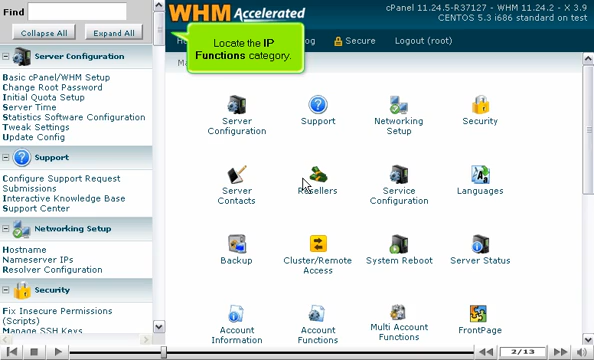 Find
Collapse All
Expand All
Server Configuration
Basic cPanel/WHM Setup
Change Root Password
Initial Quota Setup
Server Time
Statistics Software Configuration
Tweak Settings
Update Config
Support
Configure Support Request
Submissions
Interactive Knowledge Base
Support Center
Networking Setup
Hostname
Nameserver IPs
Resolver Configuration
Security
Fix Insecure Permissions
(Scripts)
Manage SSH Keys
WHM Accelerated
cPanel 11.24.5-R37127 - WHM 11.24.2 - X 3.9
CENTOS 5.3 i686 standard on test
Secure
Logout (root)
Locate the IP
Functions category.
Server
Configuration
Support
Networking
Setup
Security
Server
Contacts
Resellers
Service
Configuration
Languages
Backup
Cluster/Remote
Access
System Reboot
Server Status
Account
Information
Account
Functions
Multi Account
Functions
FrontPage
2/13